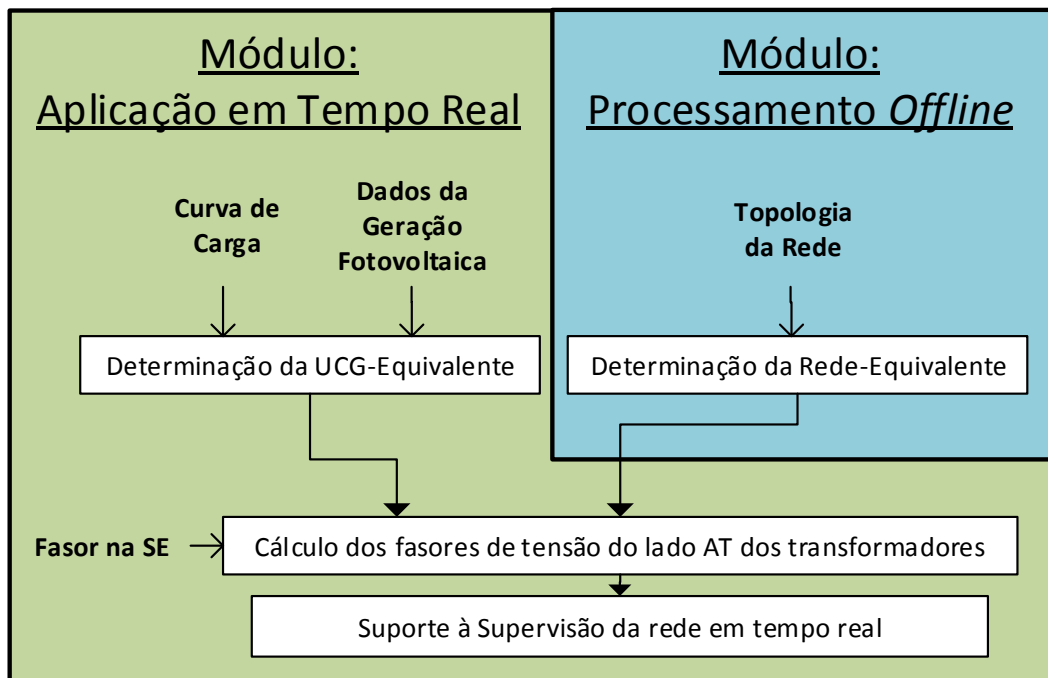 Módulo:
Aplicação em Tempo Real
Módulo:
Processamento Offline
Curva de
Carga
Dados da
Geração
Fotovoltaica
Topologia
da Rede
Determinação da UCG-Equivalente
Determinação da Rede-Equivalente
Fasor na SE
Cálculo dos fasores de tensão do lado AT dos transformadores
Suporte à Supervisão da rede em tempo real